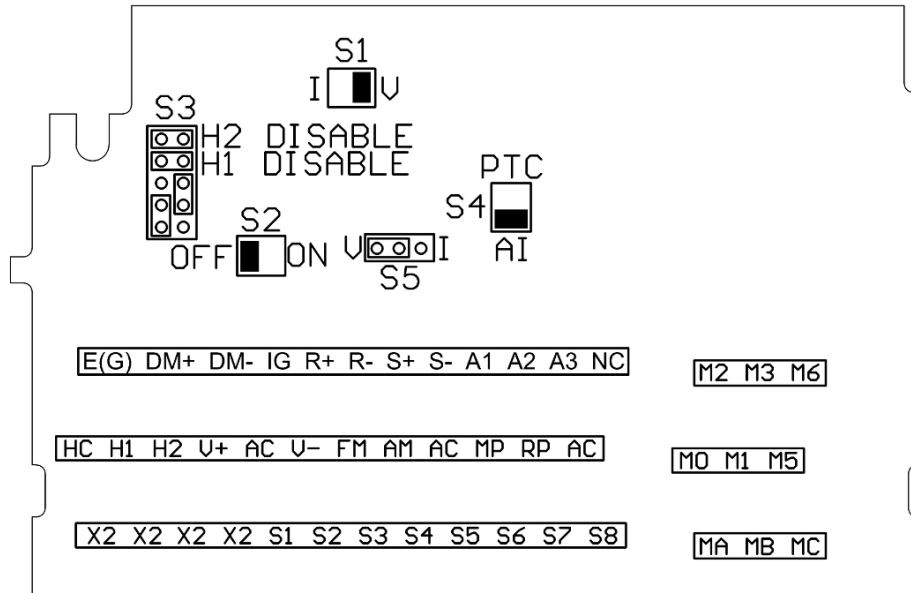 S1
I V
S3
H2 DISABLE
H1 DISABLE
PTC
S4
AI
S2
OFF ON
V I
S5
E(G) DM+ DM- IG R+ R- S+ S- A1 A2 A3 NC
M2 M3 M6
HC H1 H2 V+ AC V- FM AM AC MP RP AC
M0 M1 M5
X2 X2 X2 X2 S1 S2 S3 S4 S5 S6 S7 S8
MA MB MC